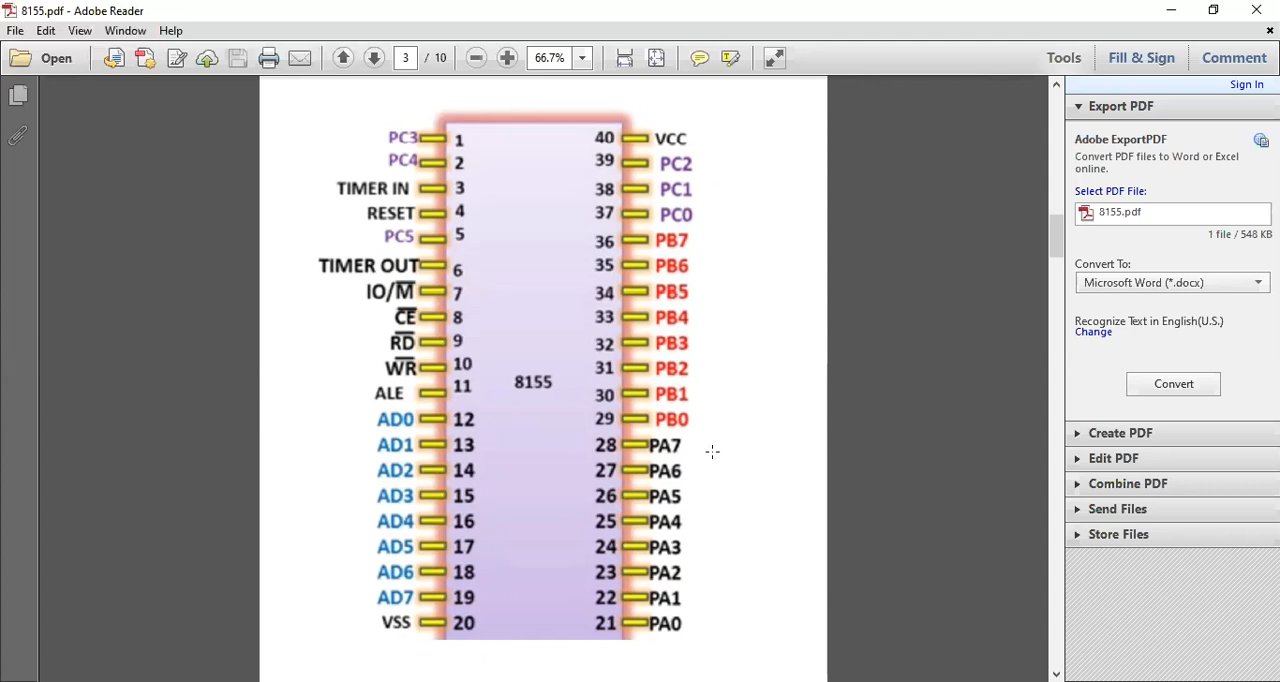 8155.pdf - Adobe Reader
File Edit View Window Help
Open 3 / 10 66.7% Tools Fill & Sign Comment
Sign In
Export PDF
Adobe ExportPDF
Convert PDF files to Word or Excel
online.
Select PDF File:
8155.pdf
1 file / 548 KB
Convert To:
Microsoft Word (*.docx)
Recognize Text in English(U.S.)
Change
Convert
Create PDF
Edit PDF
Combine PDF
Send Files
Store Files
PC3 1 40 VCC
PC4 2 39 PC2
TIMER IN 3 38 PC1
RESET 4 37 PC0
PC5 5 36 PB7
TIMER OUT 6 35 PB6
IO/M̅ 7 34 PB5
C̅E̅ 8 33 PB4
R̅D̅ 9 32 PB3
W̅R̅ 10 31 PB2
ALE 11 8155 30 PB1
AD0 12 29 PB0
AD1 13 28 PA7
AD2 14 27 PA6
AD3 15 26 PA5
AD4 16 25 PA4
AD5 17 24 PA3
AD6 18 23 PA2
AD7 19 22 PA1
VSS 20 21 PA0